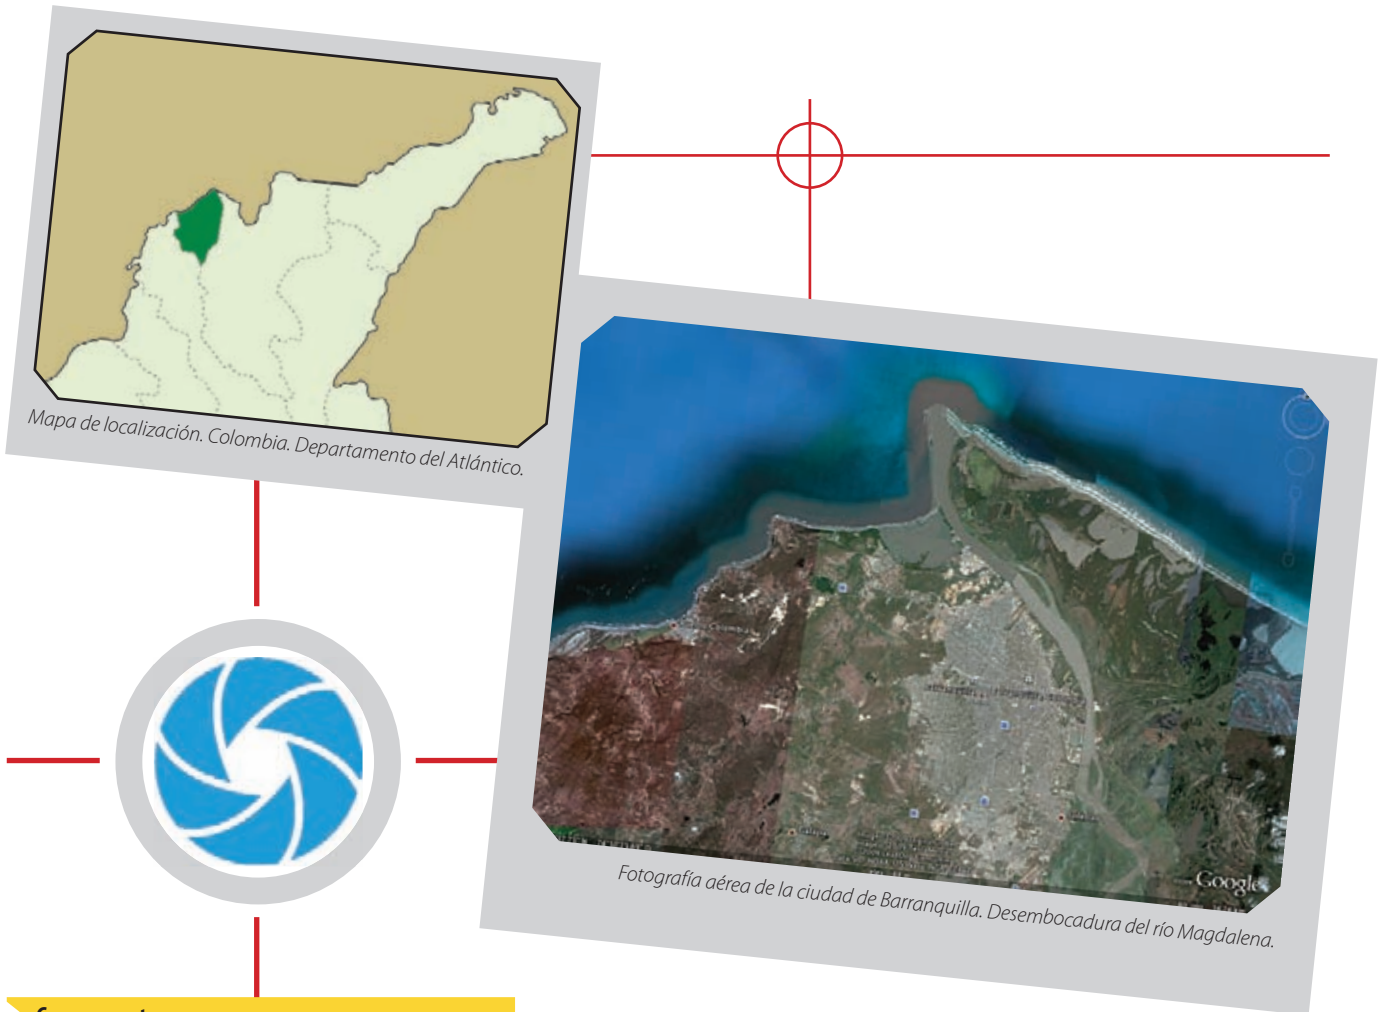 Mapa de localización. Colombia. Departamento del Atlántico.
Colombia
Google
Fotografía aérea de la ciudad de Barranquilla. Desembocadura del río Magdalena.